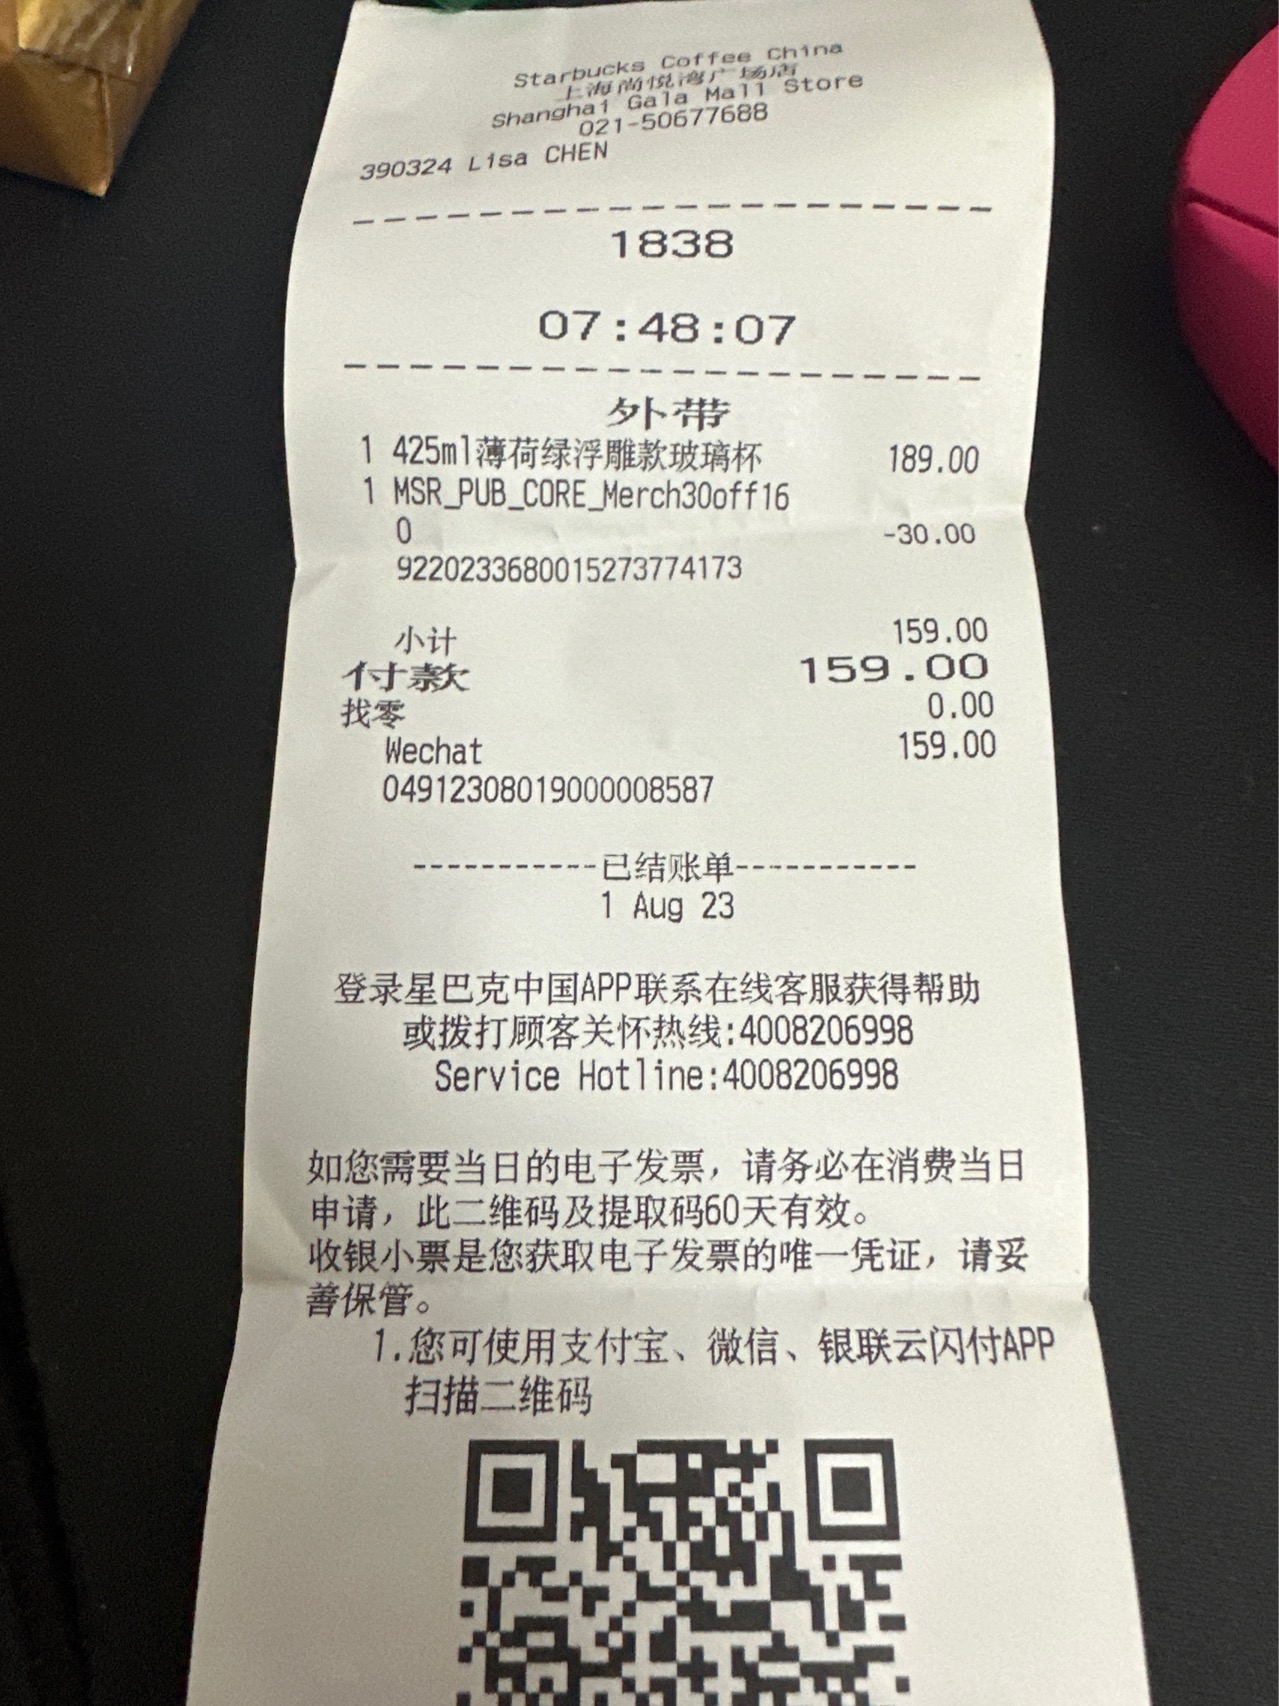 Starbucks Coffee China
上海尚悦湾广场店
Shanghai Gala Mall Store
021-50677688
390324 Lisa CHEN
--------------------
1838
07:48:07
--------------------
外带
1 425ml薄荷绿浮雕款玻璃杯 189.00
1 MSR_PUB_CORE_Merch30off16
0 -30.00
9220233680015273774173
小计 159.00
付款 159.00
找零 0.00
Wechat 159.00
04912308019000008587
-----------已结账单-----------
1 Aug 23
登录星巴克中国APP联系在线客服获得帮助
或拨打顾客关怀热线:4008206998
Service Hotline:4008206998
如您需要当日的电子发票，请务必在消费当日
申请，此二维码及提取码60天有效。
收银小票是您获取电子发票的唯一凭证，请妥
善保管。
1.您可使用支付宝、微信、银联云闪付APP
扫描二维码